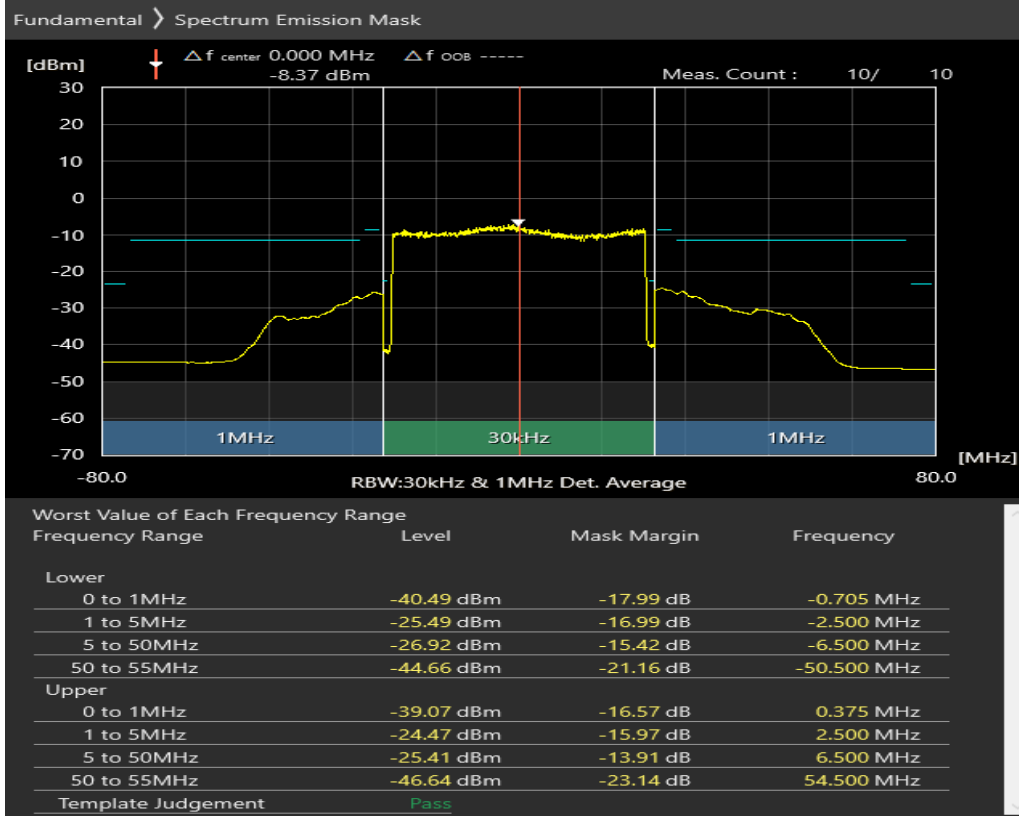 Fundamental ❯ Spectrum Emission Mask
[dBm]
△f center 0.000 MHz △f OOB -----
-8.37 dBm Meas. Count : 10/ 10
30
20
10
0
-10
-20
-30
-40
-50
-60
1MHz 30kHz 1MHz
-70
[MHz]
-80.0 RBW:30kHz & 1MHz Det. Average 80.0
Worst Value of Each Frequency Range
Frequency Range Level Mask Margin Frequency
Lower
0 to 1MHz -40.49 dBm -17.99 dB -0.705 MHz
1 to 5MHz -25.49 dBm -16.99 dB -2.500 MHz
5 to 50MHz -26.92 dBm -15.42 dB -6.500 MHz
50 to 55MHz -44.66 dBm -21.16 dB -50.500 MHz
Upper
0 to 1MHz -39.07 dBm -16.57 dB 0.375 MHz
1 to 5MHz -24.47 dBm -15.97 dB 2.500 MHz
5 to 50MHz -25.41 dBm -13.91 dB 6.500 MHz
50 to 55MHz -46.64 dBm -23.14 dB 54.500 MHz
Template Judgement Pass